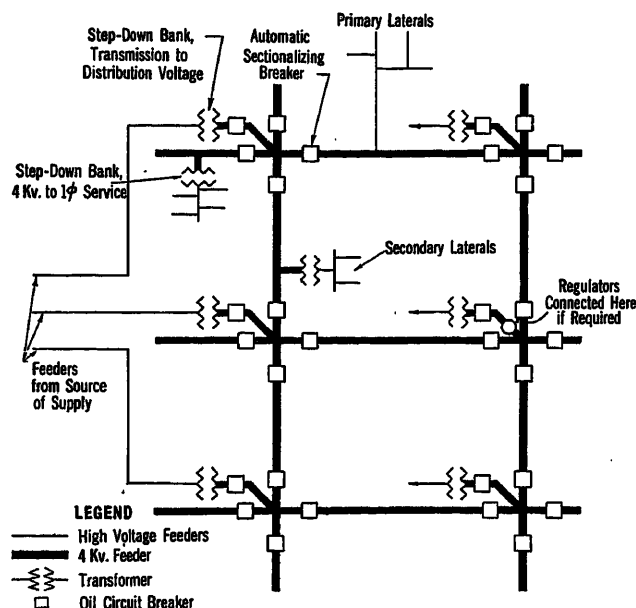 Primary Laterals
Step-Down Bank,
Transmission to
Distribution Voltage
Automatic
Sectionalizing
Breaker
Step-Down Bank,
4 Kv. to 1ϕ Service
Secondary Laterals
Regulators
Connected Here
if Required
Feeders
from Source
of Supply
LEGEND
High Voltage Feeders
4 Kv. Feeder
Transformer
Oil Circuit Breaker